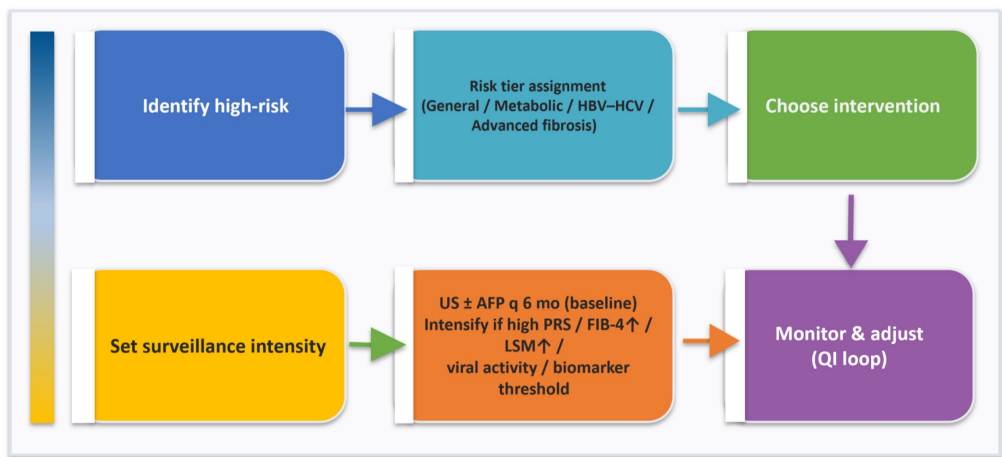 Identify high-risk
Risk tier assignment
(General / Metabolic / HBV–HCV /
Advanced fibrosis)
Choose intervention
Set surveillance intensity
US ± AFP q 6 mo (baseline)
Intensify if high PRS / FIB-4↑ /
LSM↑ /
viral activity / biomarker
threshold
Monitor & adjust
(QI loop)